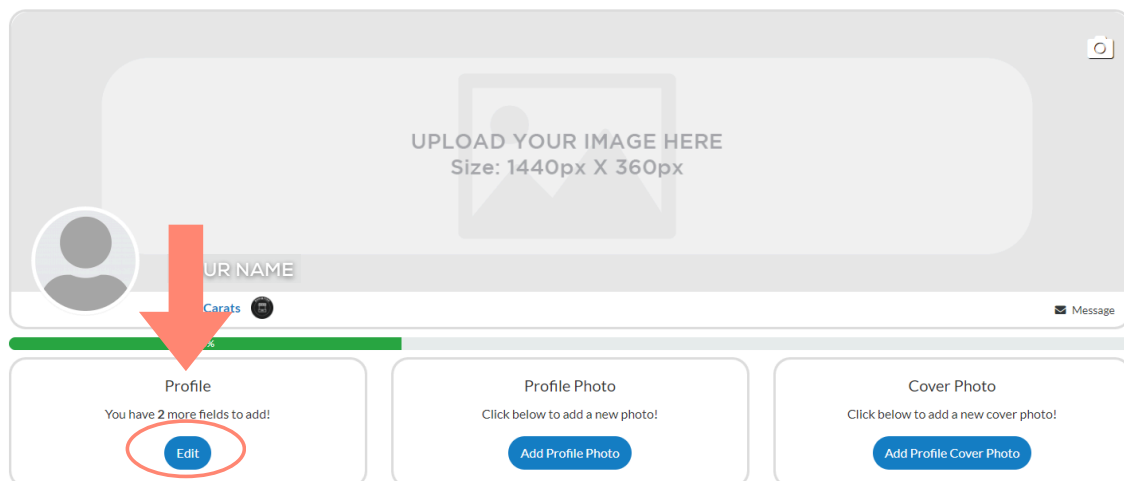 UPLOAD YOUR IMAGE HERE
Size: 1440px X 360px
UR NAME
Carats
Message
%
Profile
Profile Photo
Cover Photo
You have 2 more fields to add!
Click below to add a new photo!
Click below to add a new cover photo!
Edit
Add Profile Photo
Add Profile Cover Photo